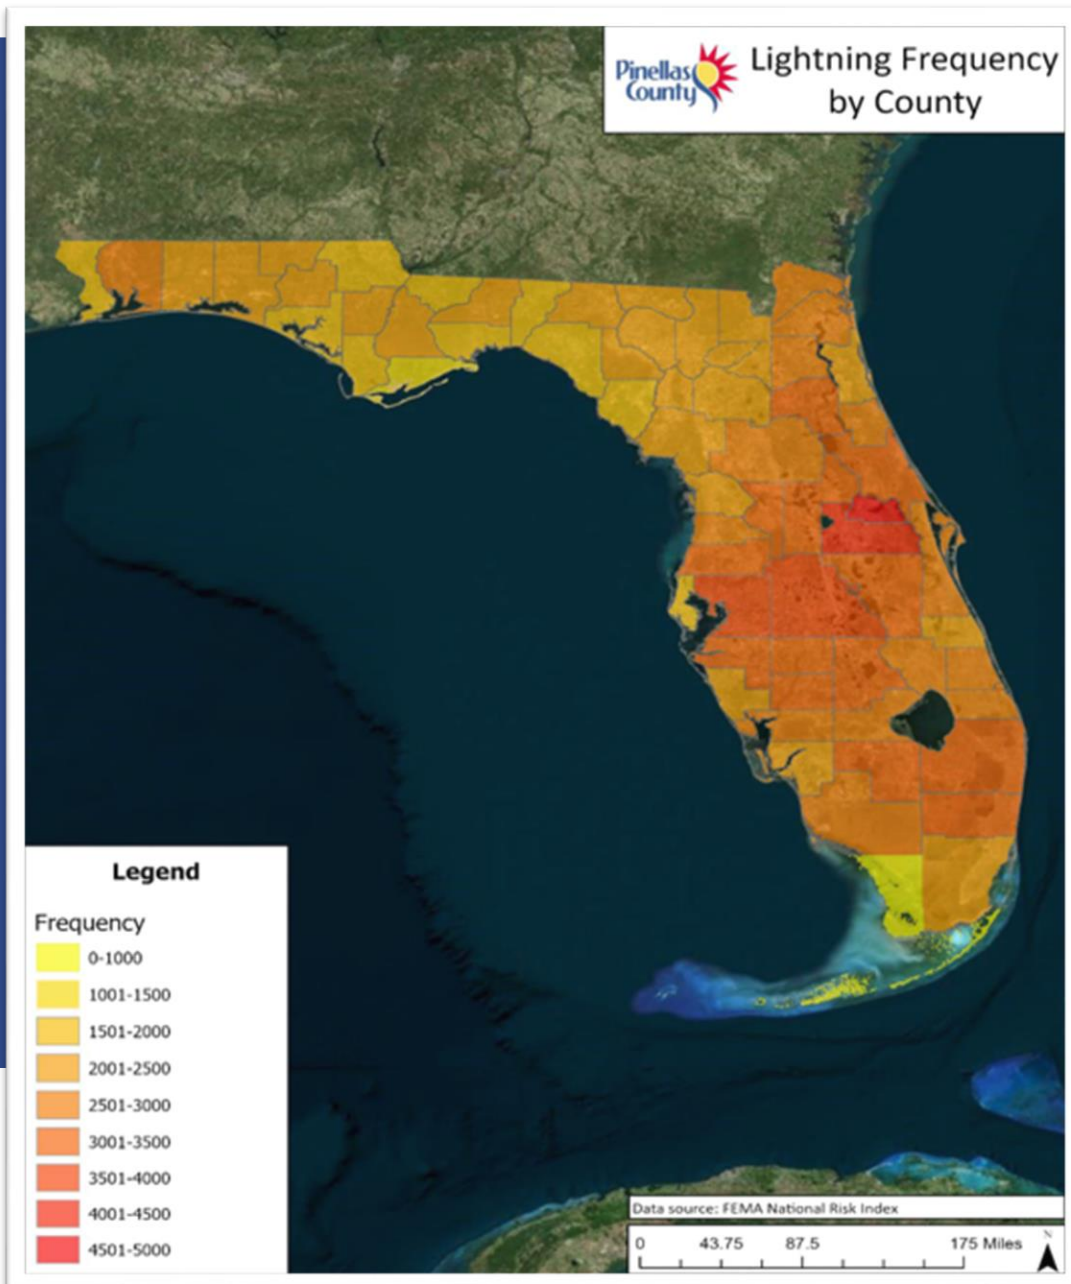 Pinellas
County
Lightning Frequency
by County
Legend
Frequency
0-1000
1001-1500
1501-2000
2001-2500
2501-3000
3001-3500
3501-4000
4001-4500
4501-5000
Data source: FEMA National Risk Index
0 43.75 87.5 175 Miles
N